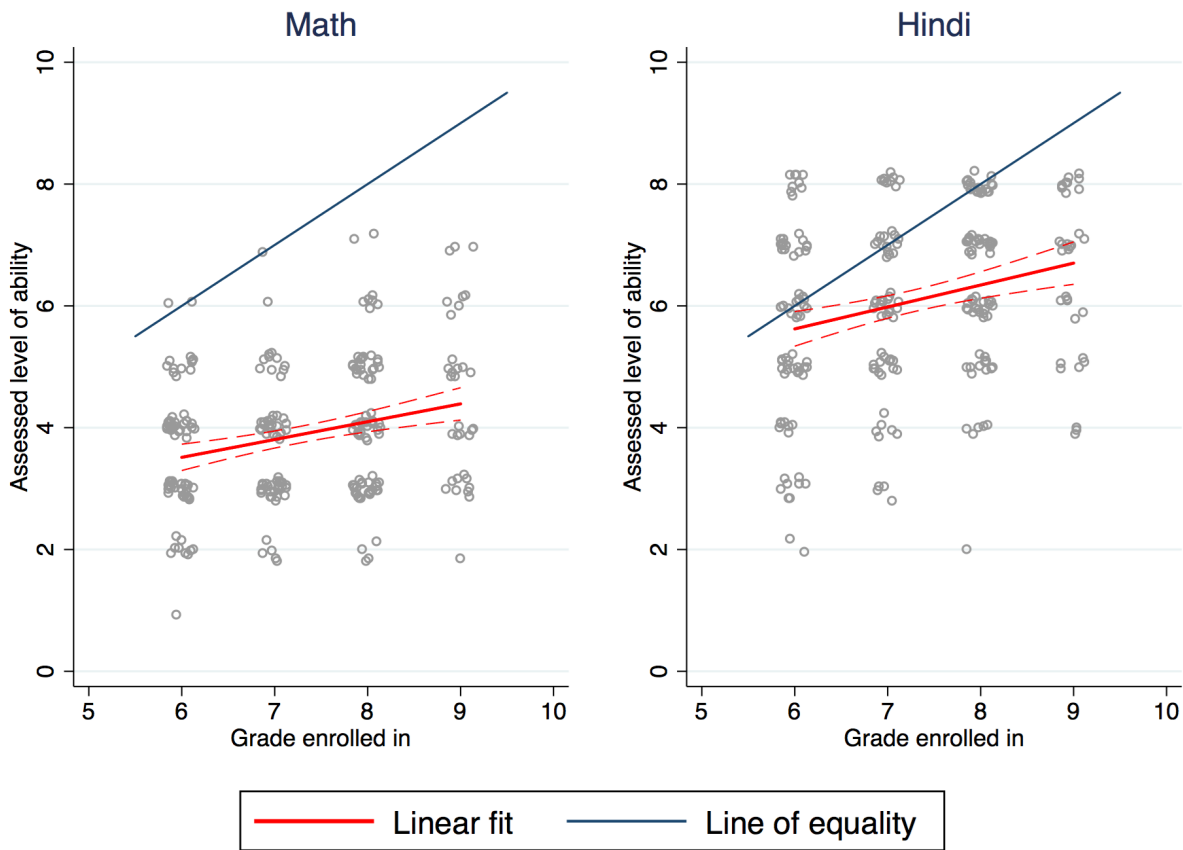 Math
Hindi
Assessed level of ability
10
8
6
4
2
0
5 6 7 8 9 10
Grade enrolled in
Assessed level of ability
10
8
6
4
2
0
5 6 7 8 9 10
Grade enrolled in
Linear fit
Line of equality